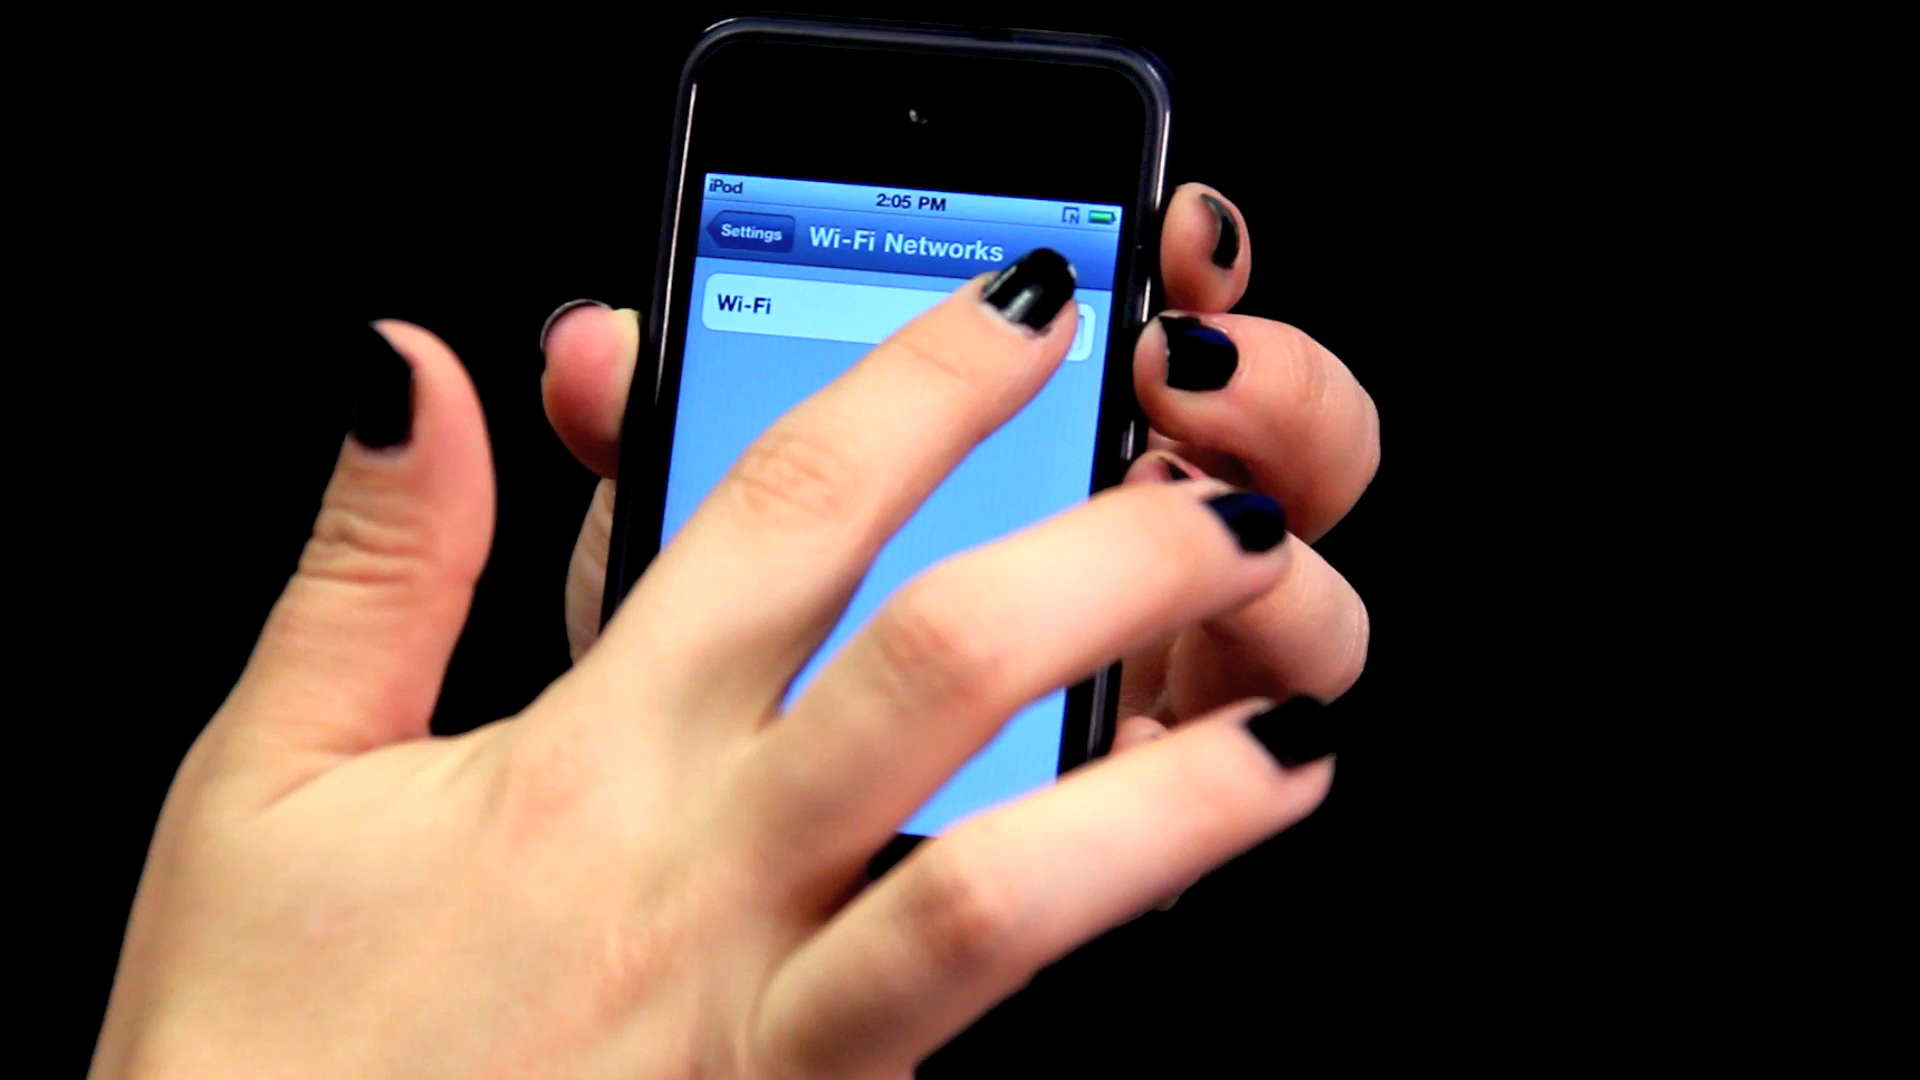 iPod
2:05 PM
Settings
Wi-Fi Networks
Wi-Fi